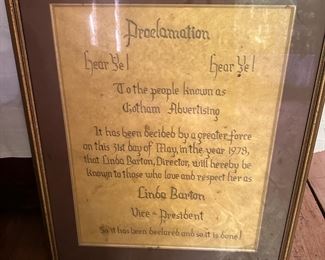 Proclamation
Hear Ye! Hear Ye!
To the people known as
Gotham Advertising
It has been decided by a greater force
on this 31st day of May, in the year 1978,
that Linda Barton, Director, will hereby be
known to those who love and respect her as
Linda Barton
Vice-President
So it has been declared and so it is done!